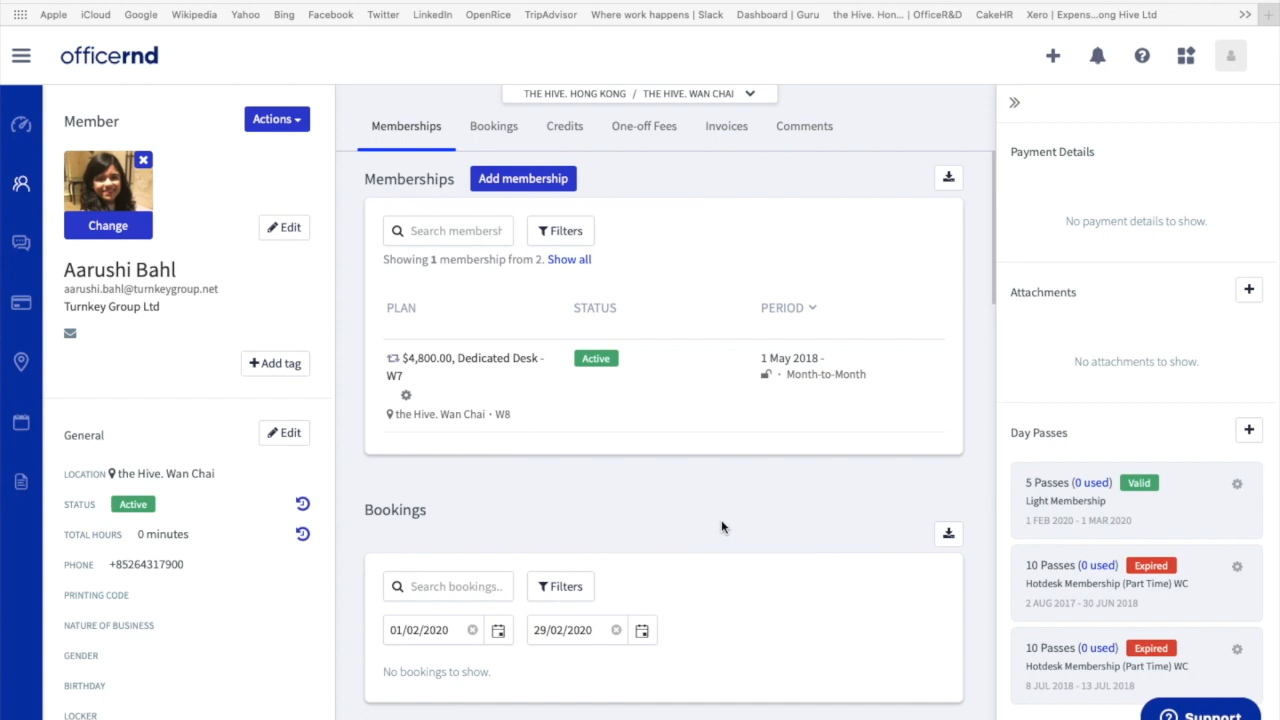 Apple iCloud Google Wikipedia Yahoo Bing Facebook Twitter LinkedIn OpenRice TripAdvisor Where work happens | Slack Dashboard | Guru the Hive. Hon... | OfficeR&D CakeHR Xero | Expens...ong Hive Ltd
officernd
THE HIVE. HONG KONG / THE HIVE. WAN CHAI
Member
Actions
Change
Edit
Aarushi Bahl
aarushi.bahl@turnkeygroup.net
Turnkey Group Ltd
Add tag
General
Edit
LOCATION the Hive. Wan Chai
STATUS Active
TOTAL HOURS 0 minutes
PHONE +85264317900
PRINTING CODE
NATURE OF BUSINESS
GENDER
BIRTHDAY
LOCKER
Memberships Bookings Credits One-off Fees Invoices Comments
Memberships Add membership
Search membersh Filters
Showing 1 membership from 2. Show all
PLAN STATUS PERIOD
$4,800.00, Dedicated Desk - Active 1 May 2018 -
W7 · Month-to-Month
the Hive. Wan Chai · W8
Bookings
Search bookings.. Filters
01/02/2020 29/02/2020
No bookings to show.
Payment Details
No payment details to show.
Attachments
No attachments to show.
Day Passes
5 Passes (0 used) Valid
Light Membership
1 FEB 2020 - 1 MAR 2020
10 Passes (0 used) Expired
Hotdesk Membership (Part Time) WC
2 AUG 2017 - 30 JUN 2018
10 Passes (0 used) Expired
Hotdesk Membership (Part Time) WC
8 JUL 2018 - 13 JUL 2018
Support